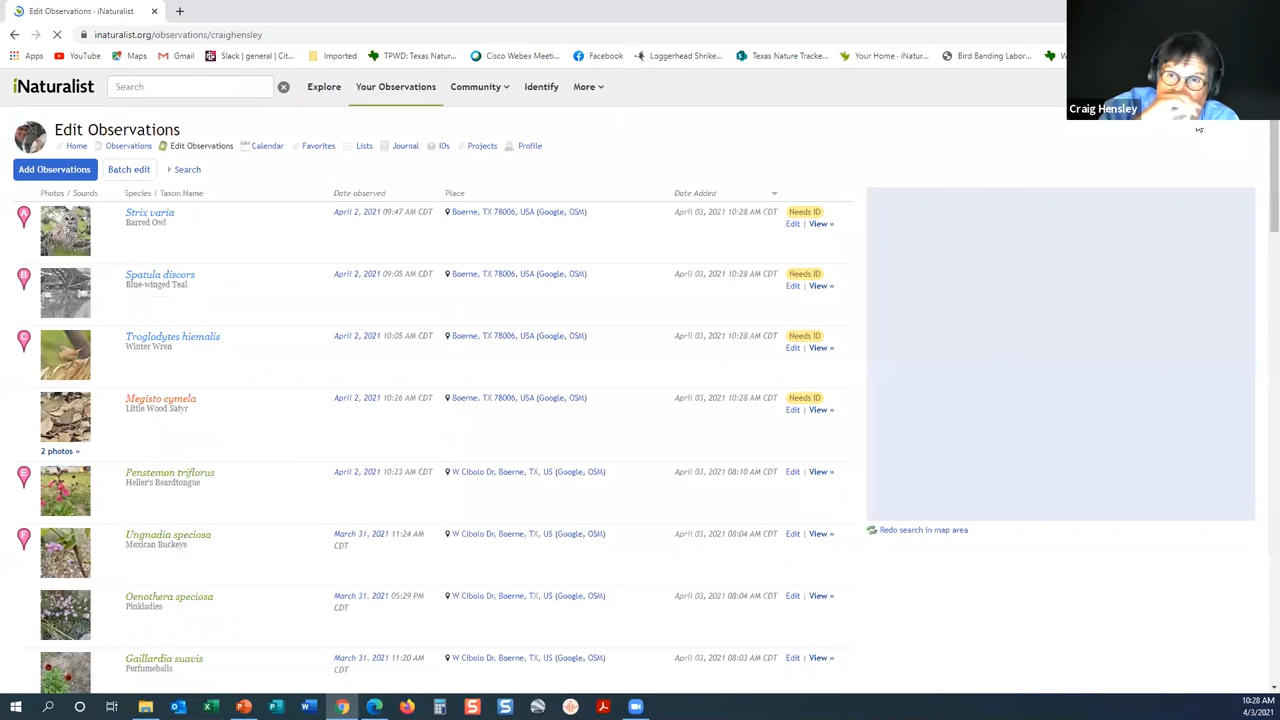 Edit Observations · iNaturalist
inaturalist.org/observations/craighensley
Apps YouTube Maps Gmail Slack | general | Cit... Imported TPWD: Texas Natur... Cisco Webex Meeti... Facebook Loggerhead Shrike... Texas Nature Tracke... Your Home · iNatur... Bird Banding Labor...
iNaturalist Search Explore Your Observations Community Identify More
Craig Hensley
Edit Observations
Home Observations Edit Observations Calendar Favorites Lists Journal IDs Projects Profile
Add Observations Batch edit Search
Photos / Sounds Species / Taxon Name Date observed Place Date Added
A Strix varia April 2, 2021 09:47 AM CDT Boerne, TX 78006, USA (Google, OSM) April 03, 2021 10:28 AM CDT Needs ID
Barred Owl Edit | View »
B Spatula discors April 2, 2021 09:05 AM CDT Boerne, TX 78006, USA (Google, OSM) April 03, 2021 10:28 AM CDT Needs ID
Blue-winged Teal Edit | View »
C Troglodytes hiemalis April 2, 2021 10:05 AM CDT Boerne, TX 78006, USA (Google, OSM) April 03, 2021 10:28 AM CDT Needs ID
Winter Wren Edit | View »
Megisto cymela April 2, 2021 10:26 AM CDT Boerne, TX 78006, USA (Google, OSM) April 03, 2021 10:28 AM CDT Needs ID
Little Wood Satyr Edit | View »
2 photos »
E Penstemon triflorus April 2, 2021 10:23 AM CDT W Cibolo Dr, Boerne, TX, US (Google, OSM) April 03, 2021 08:10 AM CDT Edit | View »
Heller's Beardtongue
Redo search in map area
F Ungnadia speciosa March 31, 2021 11:24 AM W Cibolo Dr, Boerne, TX, US (Google, OSM) April 03, 2021 08:04 AM CDT Edit | View »
Mexican Buckeye CDT
Oenothera speciosa March 31, 2021 05:29 PM W Cibolo Dr, Boerne, TX, US (Google, OSM) April 03, 2021 08:04 AM CDT Edit | View »
Pinkladies CDT
Gaillardia suavis March 31, 2021 11:20 AM W Cibolo Dr, Boerne, TX, US (Google, OSM) April 03, 2021 08:03 AM CDT Edit | View »
Perfumeballs CDT
10:28 AM
4/3/2021